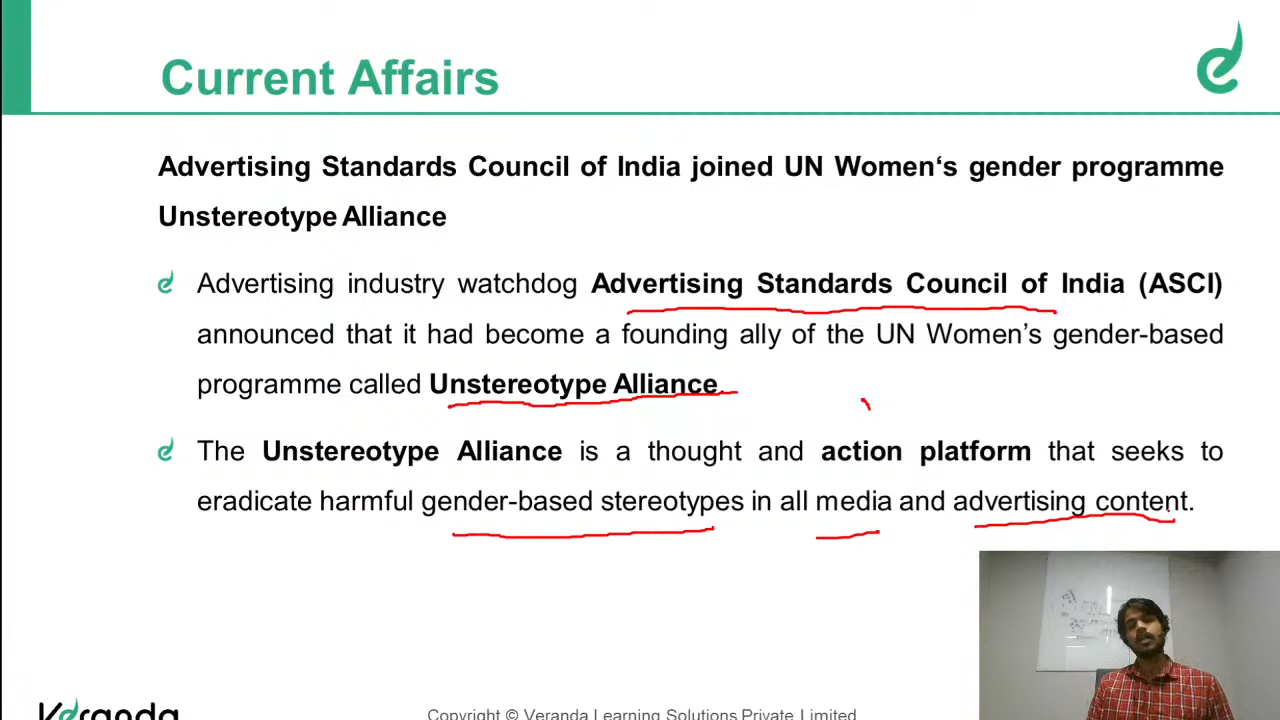 Current Affairs
Advertising Standards Council of India joined UN Women‘s gender programme
Unstereotype Alliance
Advertising industry watchdog Advertising Standards Council of India (ASCI)
announced that it had become a founding ally of the UN Women’s gender-based
programme called Unstereotype Alliance.
The Unstereotype Alliance is a thought and action platform that seeks to
eradicate harmful gender-based stereotypes in all media and advertising content.
Veranda
Copyright © Veranda Learning Solutions Private Limited